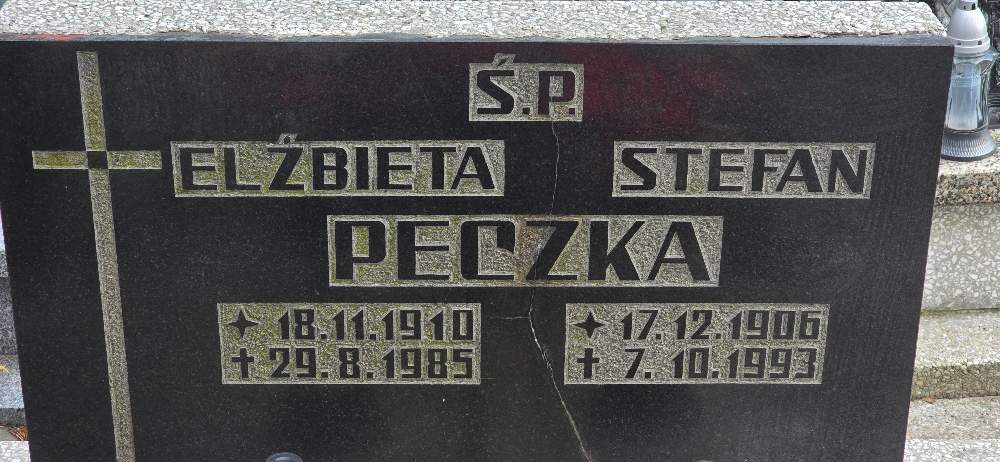 Ś.P.
ELŻBIETA STEFAN
PECZKA
✦ 18.11.1910 ✦ 17.12.1906
✝ 29.8.1985 ✝ 7.10.1993